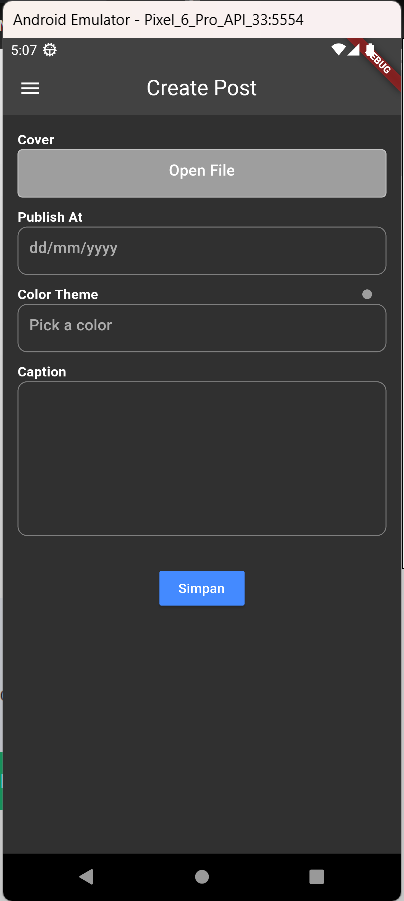 Android Emulator - Pixel_6_Pro_API_33:5554
5:07
DEBUG
Create Post
Cover
Open File
Publish At
dd/mm/yyyy
Color Theme
Pick a color
Caption
Simpan